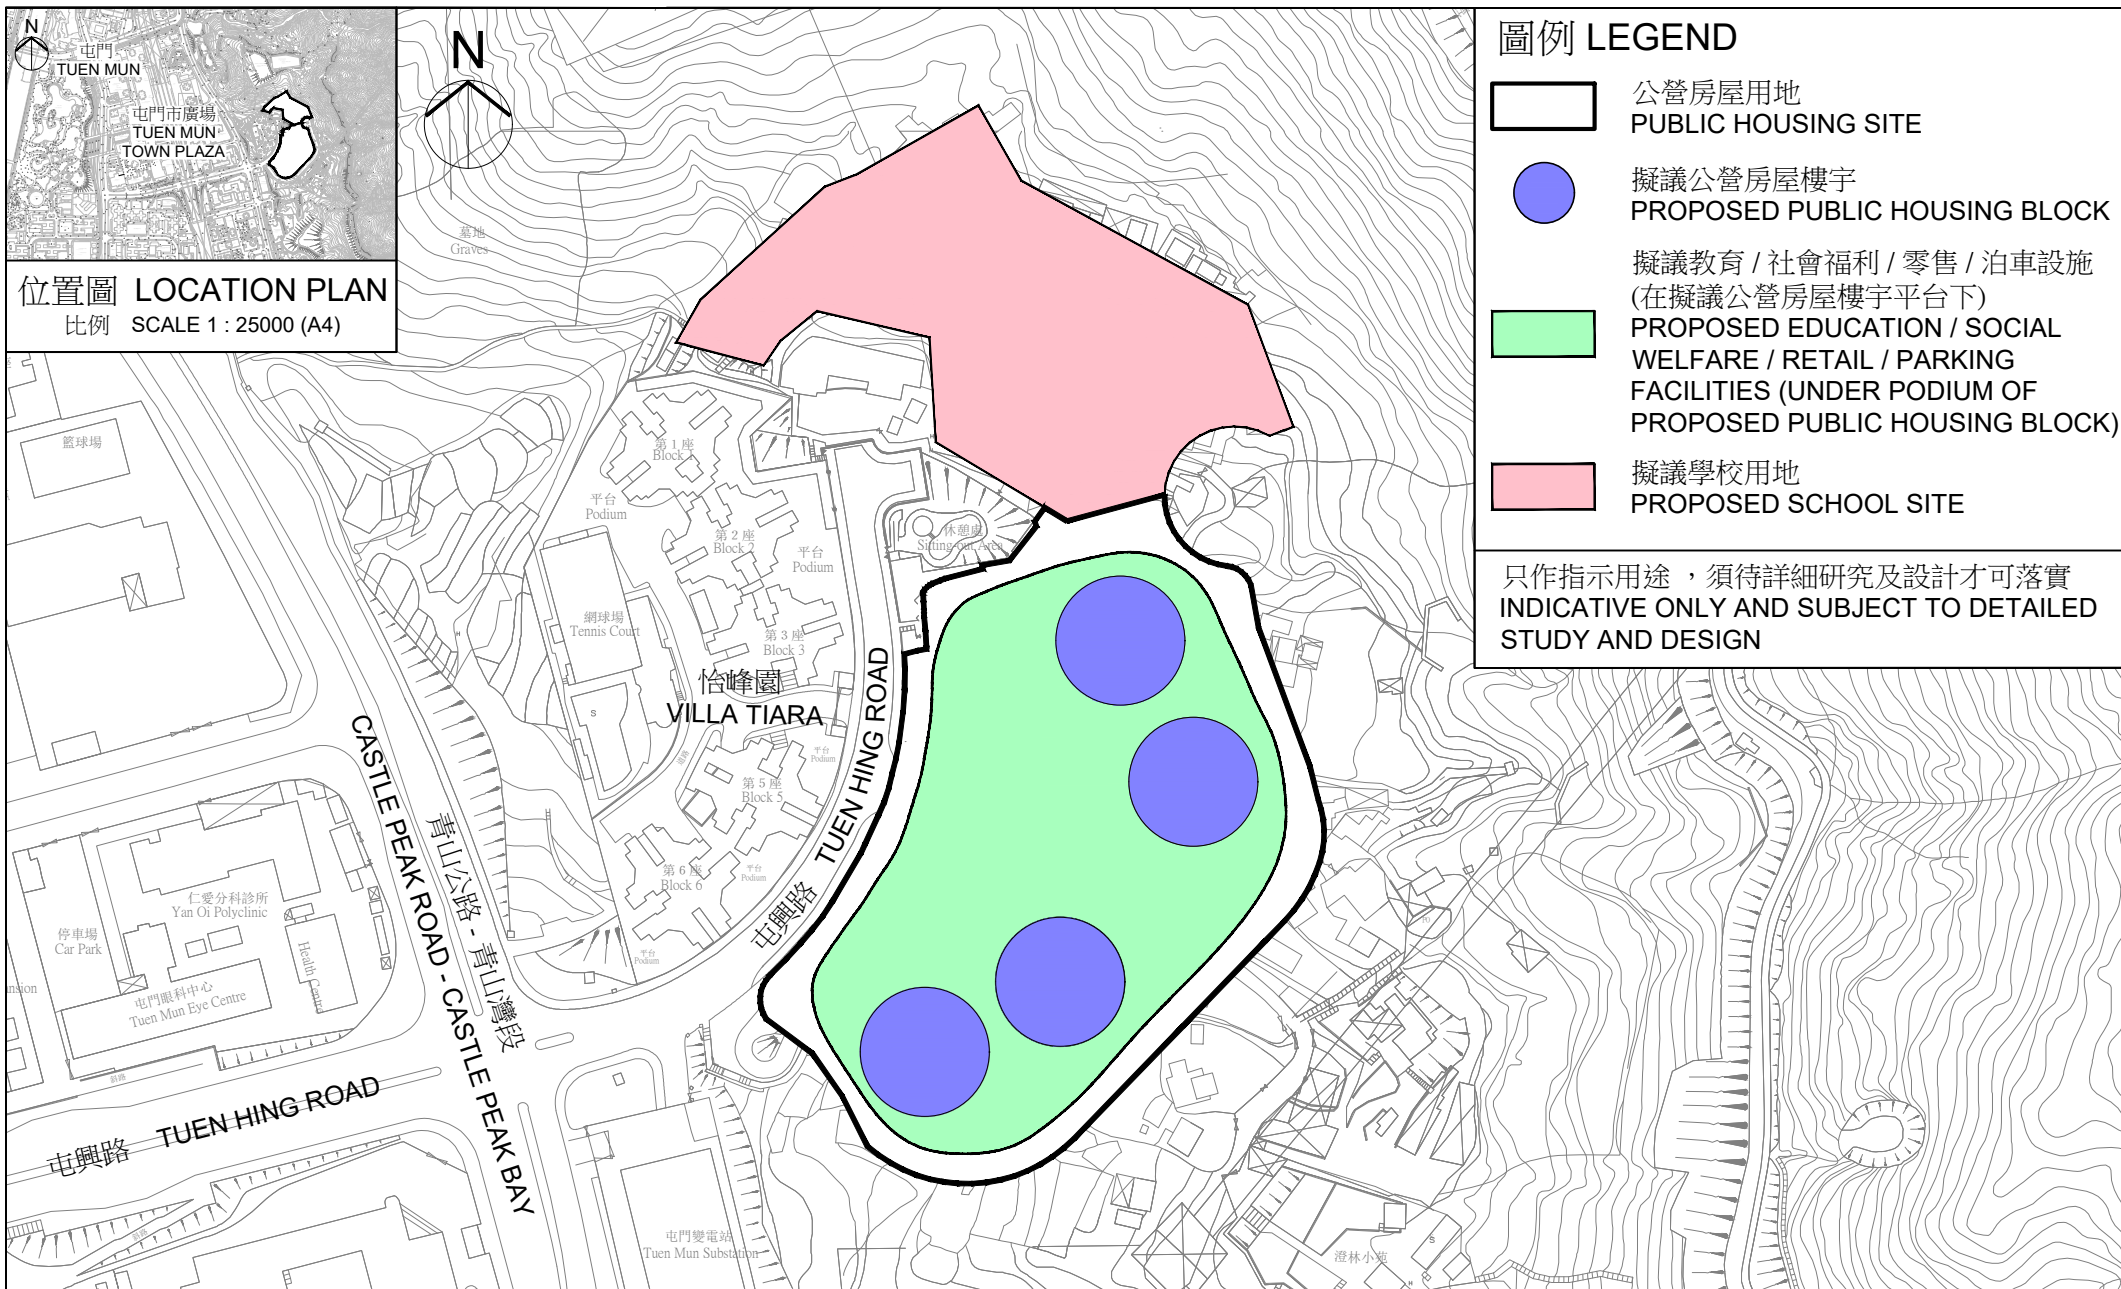 N
屯門
TUEN MUN
屯門市廣場
TUEN MUN
TOWN PLAZA
位置圖 LOCATION PLAN
比例 SCALE 1 : 25000 (A4)
N
墓地
Graves
籃球場
第 1 座
Block 1
平台
Podium
第 2 座
Block 2
平台
Podium
休憩處
Sitting-out Area
網球場
Tennis Court
第 3 座
Block 3
怡峰園
VILLA TIARA
S
平台
Podium
道路
第 5 座
Block 5
第 6 座
Block 6
平台
Podium
平台
Podium
屯興路 TUEN HING ROAD
青山公路 - 青山灣段
CASTLE PEAK ROAD - CASTLE PEAK BAY
仁愛分科診所
Yan Oi Polyclinic
停車場
Car Park
Health Centre
屯門眼科中心
Tuen Mun Eye Centre
屯興路 TUEN HING ROAD
屯門變電站
Tuen Mun Substation
澄林小苑
S
H
圖例 LEGEND
公營房屋用地
PUBLIC HOUSING SITE
擬議公營房屋樓宇
PROPOSED PUBLIC HOUSING BLOCK
擬議教育 / 社會福利 / 零售 / 泊車設施
(在擬議公營房屋樓宇平台下)
PROPOSED EDUCATION / SOCIAL
WELFARE / RETAIL / PARKING
FACILITIES (UNDER PODIUM OF
PROPOSED PUBLIC HOUSING BLOCK)
擬議學校用地
PROPOSED SCHOOL SITE
只作指示用途 ，須待詳細研究及設計才可落實
INDICATIVE ONLY AND SUBJECT TO DETAILED
STUDY AND DESIGN